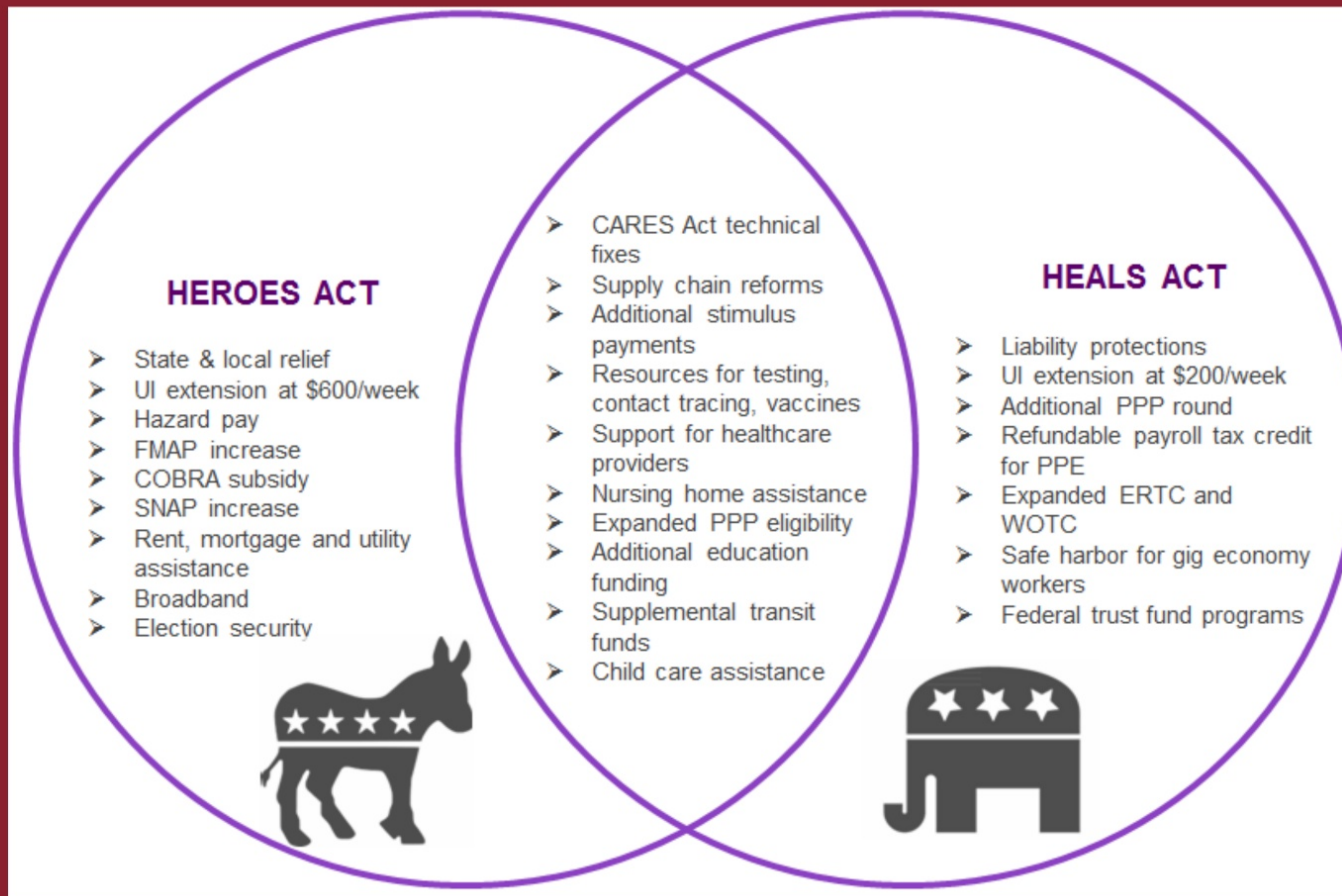 HEROES ACT
➢ State & local relief
➢ UI extension at $600/week
➢ Hazard pay
➢ FMAP increase
➢ COBRA subsidy
➢ SNAP increase
➢ Rent, mortgage and utility
assistance
➢ Broadband
➢ Election security
➢ CARES Act technical
fixes
➢ Supply chain reforms
➢ Additional stimulus
payments
➢ Resources for testing,
contact tracing, vaccines
➢ Support for healthcare
providers
➢ Nursing home assistance
➢ Expanded PPP eligibility
➢ Additional education
funding
➢ Supplemental transit
funds
➢ Child care assistance
HEALS ACT
➢ Liability protections
➢ UI extension at $200/week
➢ Additional PPP round
➢ Refundable payroll tax credit
for PPE
➢ Expanded ERTC and
WOTC
➢ Safe harbor for gig economy
workers
➢ Federal trust fund programs